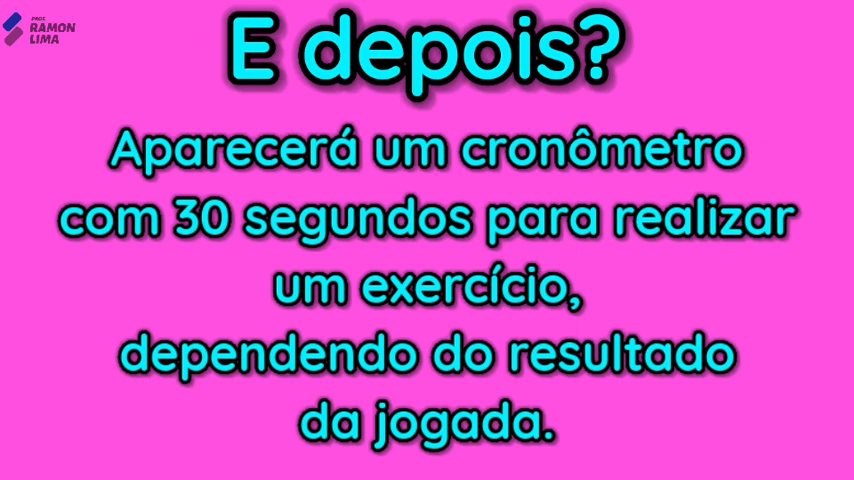 PROF.
RAMON
LIMA
E depois?
Aparecerá um cronômetro
com 30 segundos para realizar
um exercício,
dependendo do resultado
da jogada.